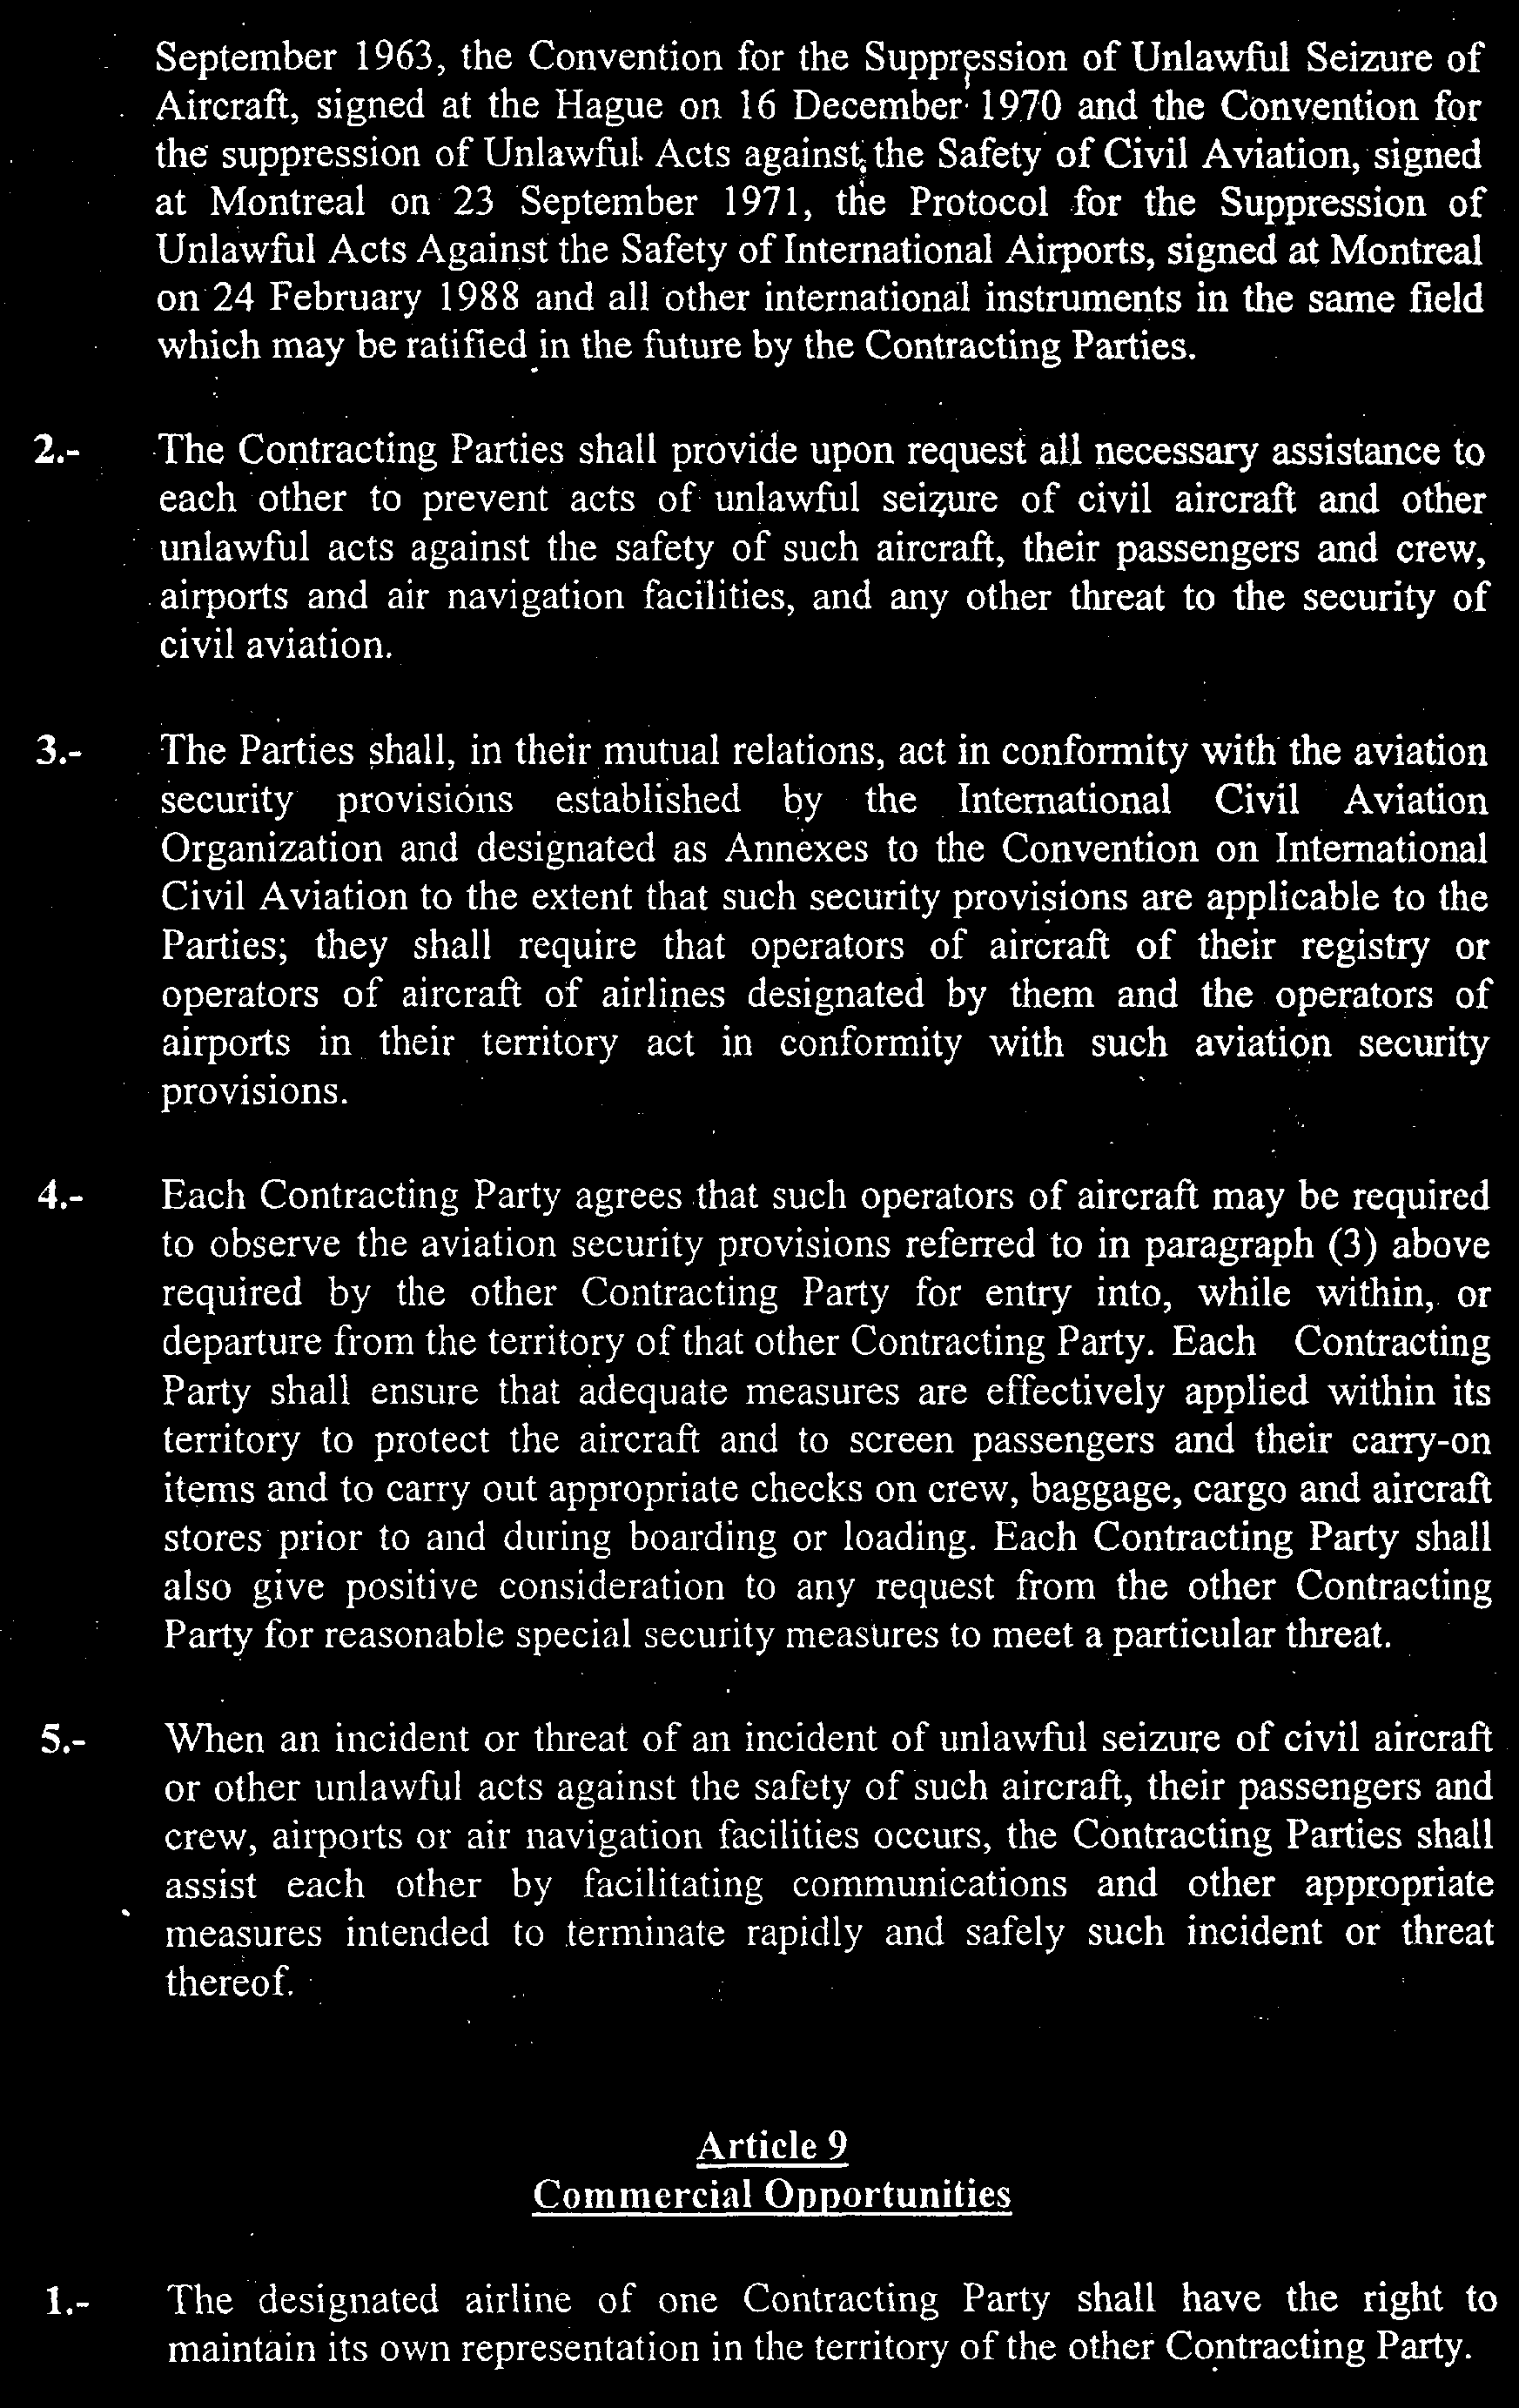 September 1963, the Convention for the Suppression of Unlawful Seizure of
Aircraft, signed at the Hague on 16 December 1970 and the Convention for
the suppression of Unlawful Acts against the Safety of Civil Aviation, signed
at Montreal on 23 September 1971, the Protocol for the Suppression of
Unlawful Acts Against the Safety of International Airports, signed at Montreal
on 24 February 1988 and all other international instruments in the same field
which may be ratified in the future by the Contracting Parties.
2.- The Contracting Parties shall provide upon request all necessary assistance to
each other to prevent acts of unlawful seizure of civil aircraft and other
unlawful acts against the safety of such aircraft, their passengers and crew,
airports and air navigation facilities, and any other threat to the security of
civil aviation.
3.- The Parties shall, in their mutual relations, act in conformity with the aviation
security provisions established by the International Civil Aviation
Organization and designated as Annexes to the Convention on International
Civil Aviation to the extent that such security provisions are applicable to the
Parties; they shall require that operators of aircraft of their registry or
operators of aircraft of airlines designated by them and the operators of
airports in their territory act in conformity with such aviation security
provisions.
4.- Each Contracting Party agrees that such operators of aircraft may be required
to observe the aviation security provisions referred to in paragraph (3) above
required by the other Contracting Party for entry into, while within, or
departure from the territory of that other Contracting Party. Each Contracting
Party shall ensure that adequate measures are effectively applied within its
territory to protect the aircraft and to screen passengers and their carry-on
items and to carry out appropriate checks on crew, baggage, cargo and aircraft
stores prior to and during boarding or loading. Each Contracting Party shall
also give positive consideration to any request from the other Contracting
Party for reasonable special security measures to meet a particular threat.
5.- When an incident or threat of an incident of unlawful seizure of civil aircraft
or other unlawful acts against the safety of such aircraft, their passengers and
crew, airports or air navigation facilities occurs, the Contracting Parties shall
assist each other by facilitating communications and other appropriate
measures intended to terminate rapidly and safely such incident or threat
thereof.
Article 9
Commercial Opportunities
1.- The designated airline of one Contracting Party shall have the right to
maintain its own representation in the territory of the other Contracting Party.